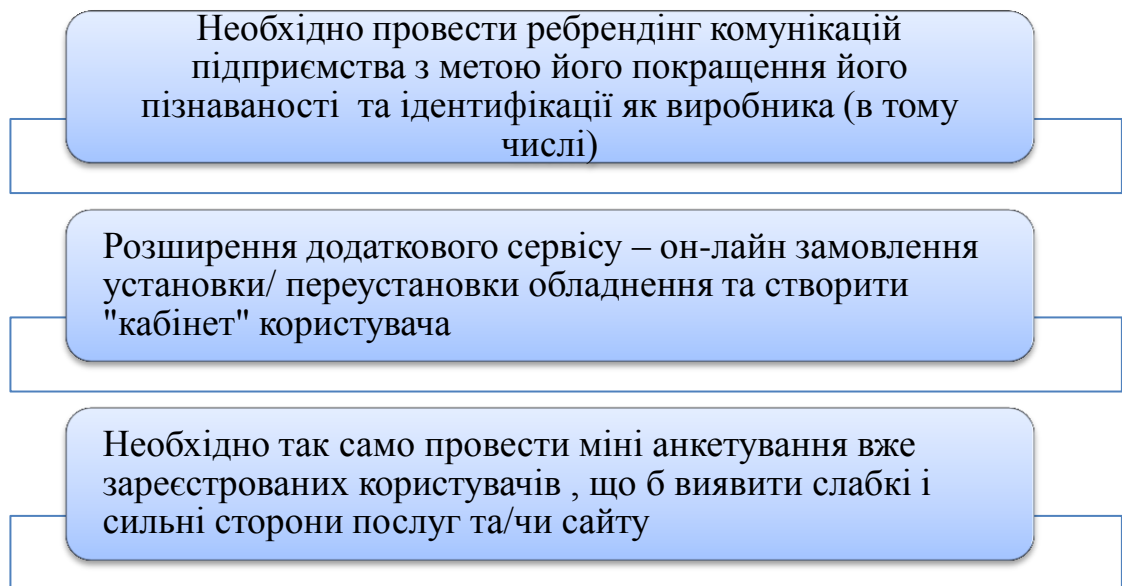 Необхідно провести ребрендінг комунікацій
підприємства з метою його покращення його
пізнаваності та ідентифікації як виробника (в тому
числі)
Розширення додаткового сервісу – он-лайн замовлення
установки/ переустановки обладнення та створити
"кабінет" користувача
Необхідно так само провести міні анкетування вже
зареєстрованих користувачів , що б виявити слабкі і
сильні сторони послуг та/чи сайту